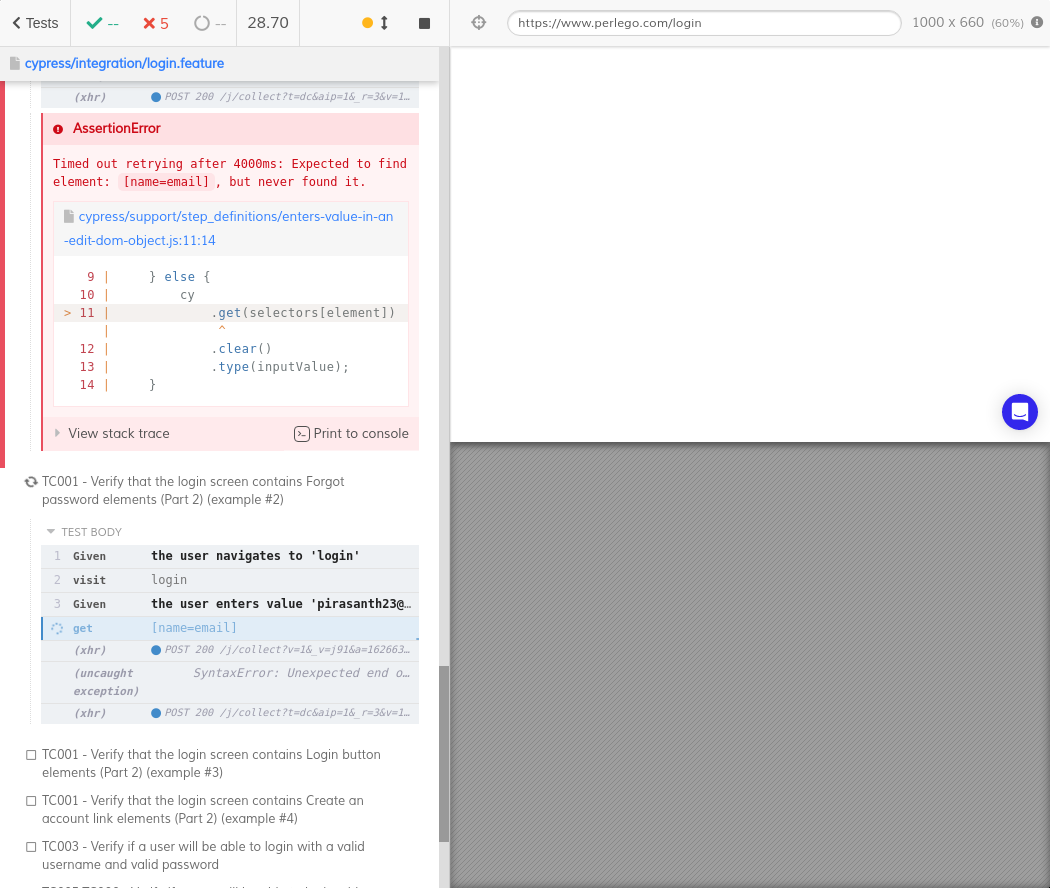 Tests -- 5 -- 28.70 https://www.perlego.com/login 1000 x 660 (60%)
cypress/integration/login.feature
(xhr) POST 200 /j/collect?t=dc&aip=1&_r=3&v=1…
AssertionError
Timed out retrying after 4000ms: Expected to find
element: [name=email], but never found it.
cypress/support/step_definitions/enters-value-in-an
-edit-dom-object.js:11:14
9 | } else {
10 | cy
> 11 | .get(selectors[element])
| ^
12 | .clear()
13 | .type(inputValue);
14 | }
View stack trace Print to console
TC001 - Verify that the login screen contains Forgot
password elements (Part 2) (example #2)
TEST BODY
1 Given the user navigates to 'login'
2 visit login
3 Given the user enters value 'pirasanth23@…
get [name=email]
(xhr) POST 200 /j/collect?v=1&_v=j91&a=162663…
(uncaught SyntaxError: Unexpected end o…
exception)
(xhr) POST 200 /j/collect?t=dc&aip=1&_r=3&v=1…
TC001 - Verify that the login screen contains Login button
elements (Part 2) (example #3)
TC001 - Verify that the login screen contains Create an
account link elements (Part 2) (example #4)
TC003 - Verify if a user will be able to login with a valid
username and valid password